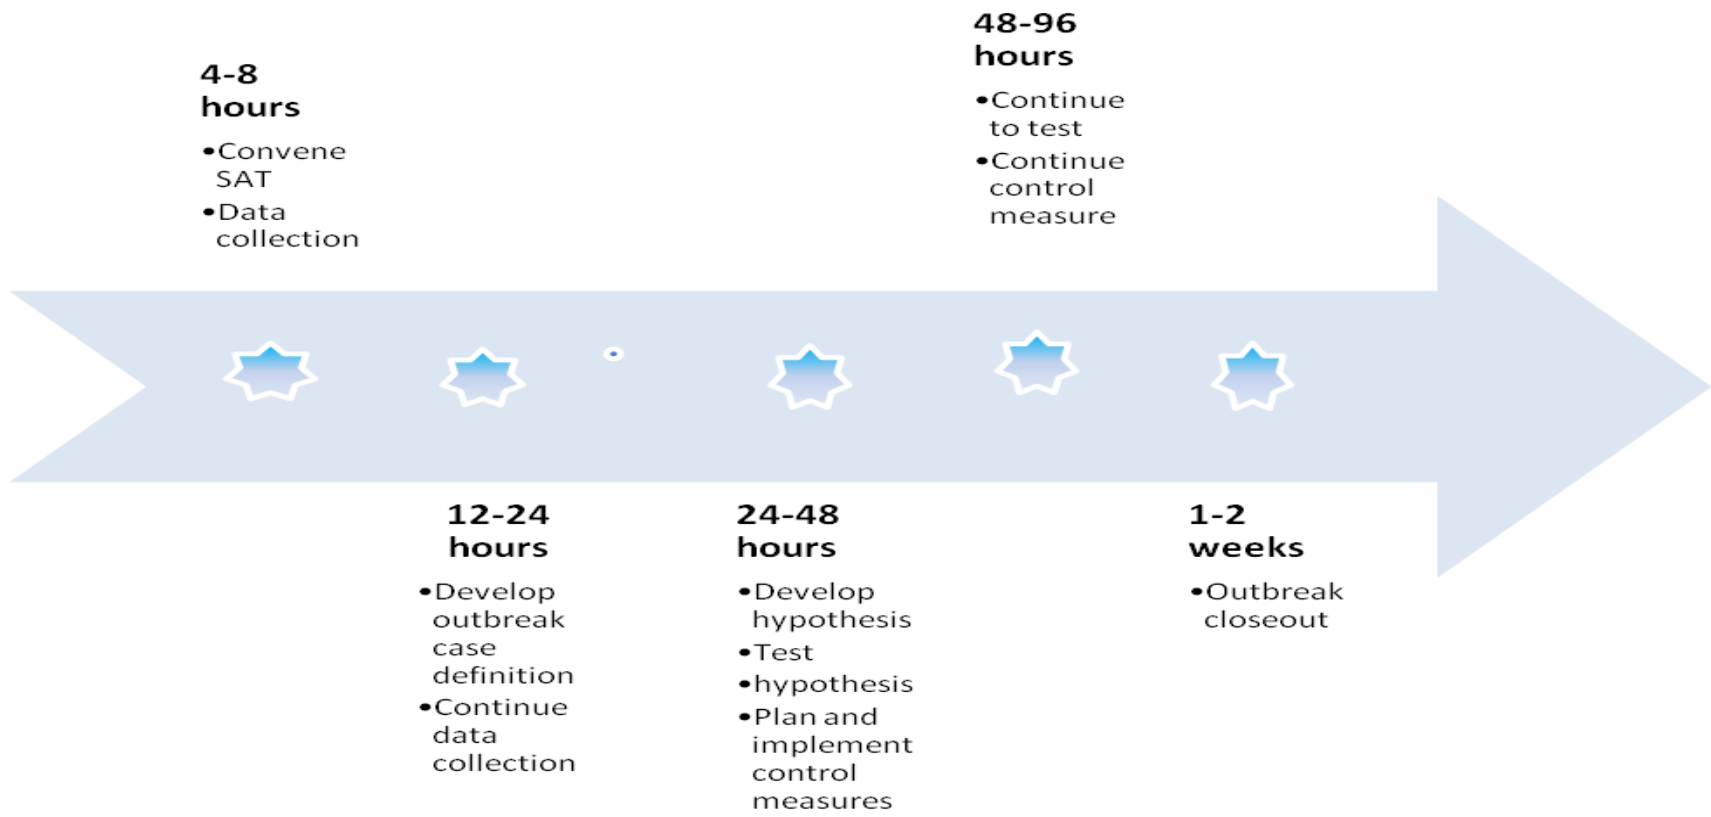 4-8
hours
•Convene
SAT
•Data
collection
12-24
hours
•Develop
outbreak
case
definition
•Continue
data
collection
24-48
hours
•Develop
hypothesis
•Test
•hypothesis
•Plan and
implement
control
measures
48-96
hours
•Continue
to test
•Continue
control
measure
1-2
weeks
•Outbreak
closeout